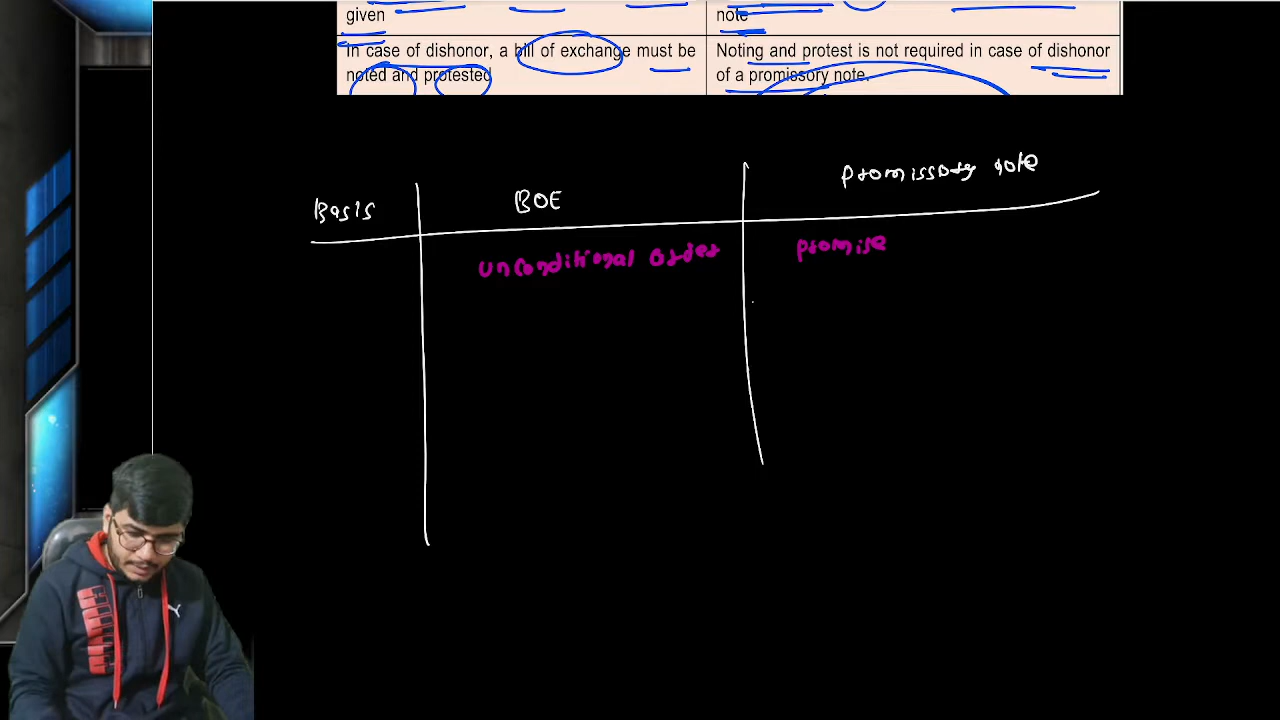 given
note
In case of dishonor, a bill of exchange must be
noted and protested
Noting and protest is not required in case of dishonor
of a promissory note.
Basis
BOE
Promissory note
unconditional order
promise